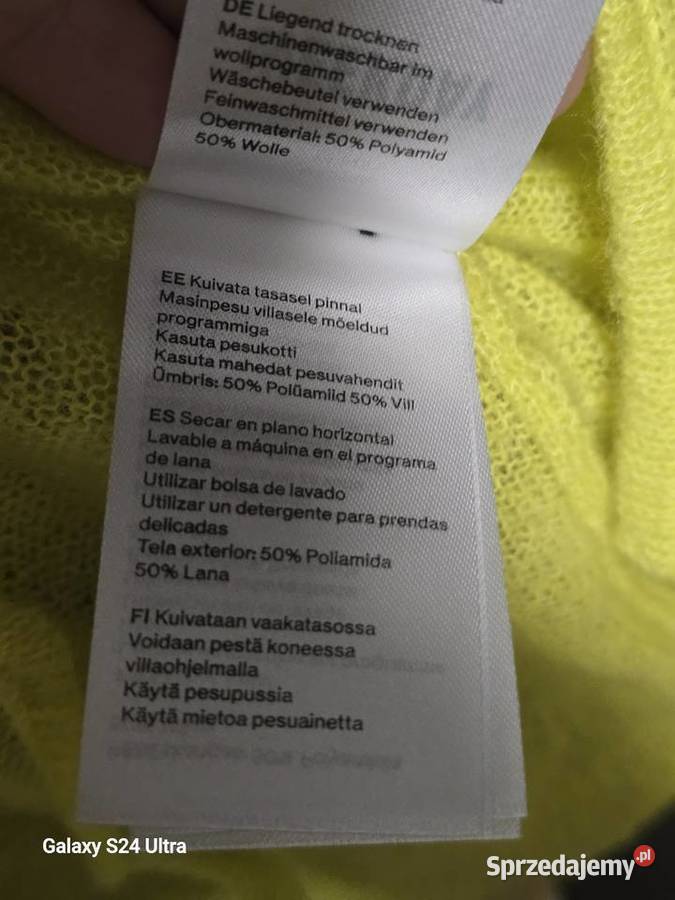 DE Liegend trocknen
Maschinenwaschbar im
wollprogramm
Wäschebeutel verwenden
Feinwaschmittel verwenden
Obermaterial: 50% Polyamid
50% Wolle
EE Kuivata tasasel pinnal
Masinpesu villasele mõeldud
programmiga
Kasuta pesukotti
Kasuta mahedat pesuvahendit
Ümbris: 50% Polüamiid 50% Vill
ES Secar en plano horizontal
Lavable a máquina en el programa
de lana
Utilizar bolsa de lavado
Utilizar un detergente para prendas
delicadas
Tela exterior: 50% Poliamida
50% Lana
FI Kuivataan vaakatasossa
Voidaan pestä koneessa
villaohjelmalla
Käytä pesupussia
Käytä mietoa pesuainetta
Galaxy S24 Ultra
Sprzedajemy.pl